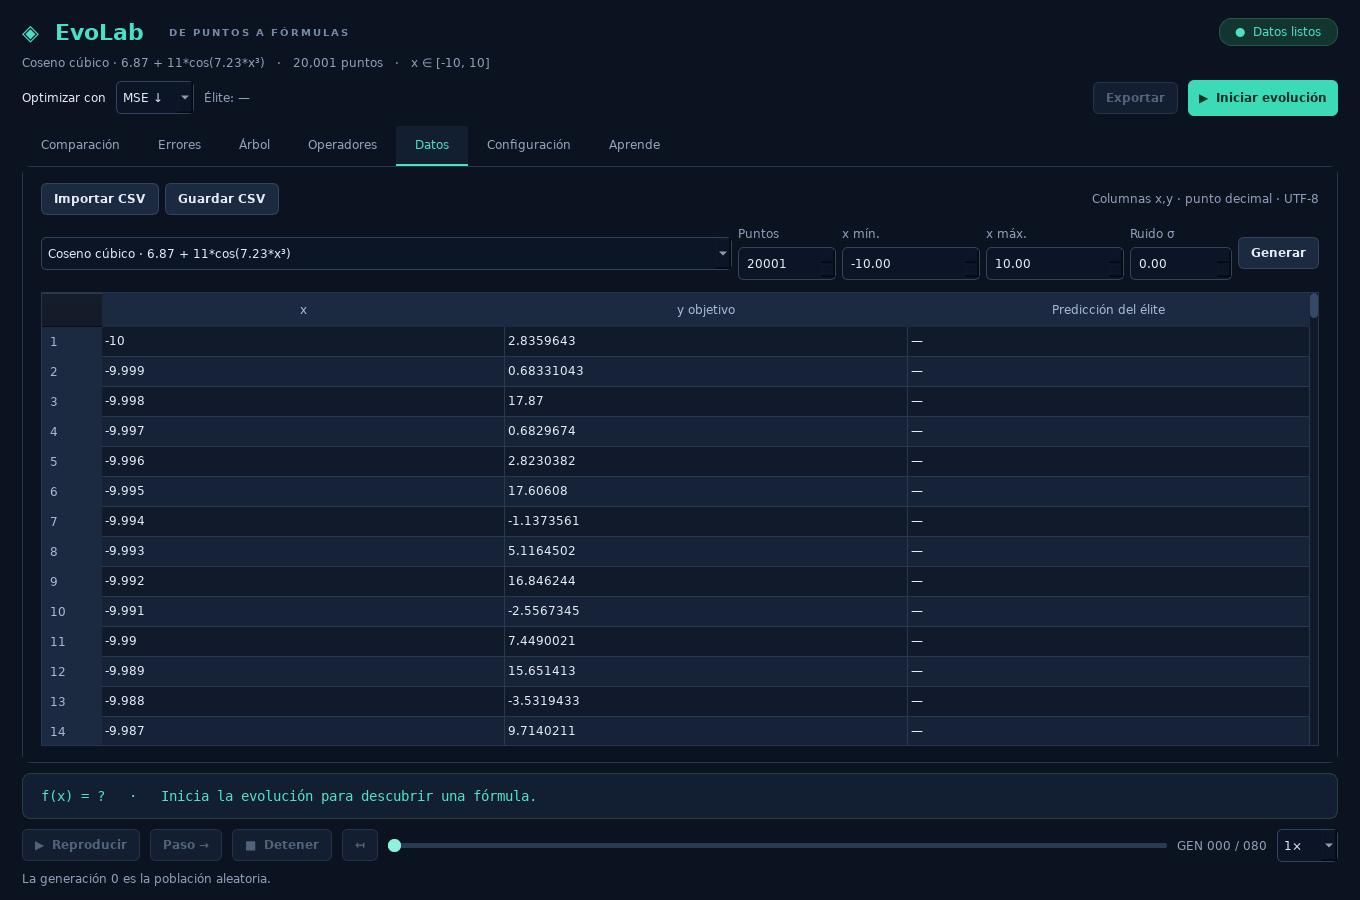 ◈ EvoLab DE PUNTOS A FÓRMULAS ● Datos listos
Coseno cúbico · 6.87 + 11*cos(7.23*x³) · 20,001 puntos · x ∈ [-10, 10]
Optimizar con MSE ↓ Élite: — Exportar ▶ Iniciar evolución
Comparación Errores Árbol Operadores Datos Configuración Aprende
Importar CSV Guardar CSV Columnas x,y · punto decimal · UTF-8
Puntos x mín. x máx. Ruido σ
Coseno cúbico · 6.87 + 11*cos(7.23*x³) 20001 -10.00 10.00 0.00 Generar
x y objetivo Predicción del élite
1 -10 2.8359643 —
2 -9.999 0.68331043 —
3 -9.998 17.87 —
4 -9.997 0.6829674 —
5 -9.996 2.8230382 —
6 -9.995 17.60608 —
7 -9.994 -1.1373561 —
8 -9.993 5.1164502 —
9 -9.992 16.846244 —
10 -9.991 -2.5567345 —
11 -9.99 7.4490021 —
12 -9.989 15.651413 —
13 -9.988 -3.5319433 —
14 -9.987 9.7140211 —
f(x) = ? · Inicia la evolución para descubrir una fórmula.
▶ Reproducir Paso → ■ Detener ↤ GEN 000 / 080 1×
La generación 0 es la población aleatoria.